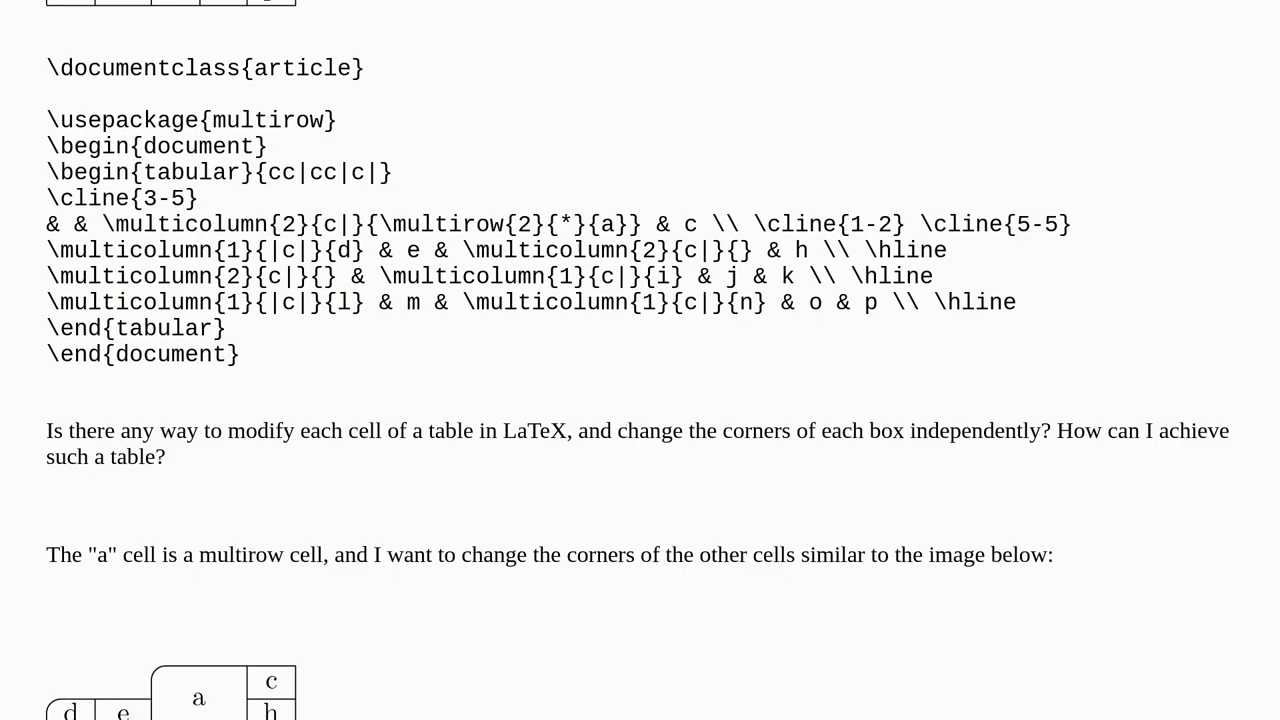 \documentclass{article}
\usepackage{multirow}
\begin{document}
\begin{tabular}{cc|cc|c|}
\cline{3-5}
& & \multicolumn{2}{c|}{\multirow{2}{*}{a}} & c \\ \cline{1-2} \cline{5-5}
\multicolumn{1}{|c|}{d} & e & \multicolumn{2}{c|}{} & h \\ \hline
\multicolumn{2}{c|}{} & \multicolumn{1}{c|}{i} & j & k \\ \hline
\multicolumn{1}{|c|}{l} & m & \multicolumn{1}{c|}{n} & o & p \\ \hline
\end{tabular}
\end{document}
Is there any way to modify each cell of a table in LaTeX, and change the corners of each box independently? How can I achieve
such a table?
The "a" cell is a multirow cell, and I want to change the corners of the other cells similar to the image below:
c
a
d e h